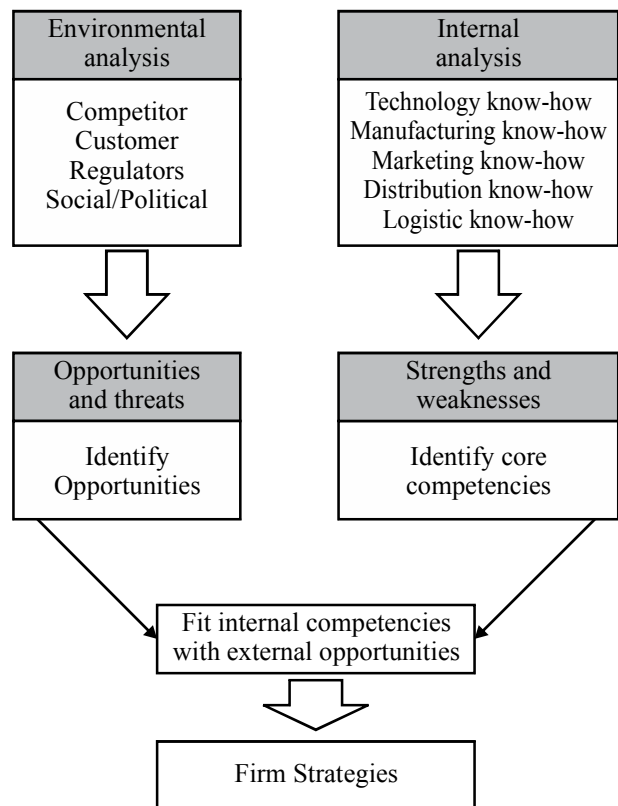 Environmental
analysis
Competitor
Customer
Regulators
Social/Political
Internal
analysis
Technology know-how
Manufacturing know-how
Marketing know-how
Distribution know-how
Logistic know-how
Opportunities
and threats
Identify
Opportunities
Strengths and
weaknesses
Identify core
competencies
Fit internal competencies
with external opportunities
Firm Strategies